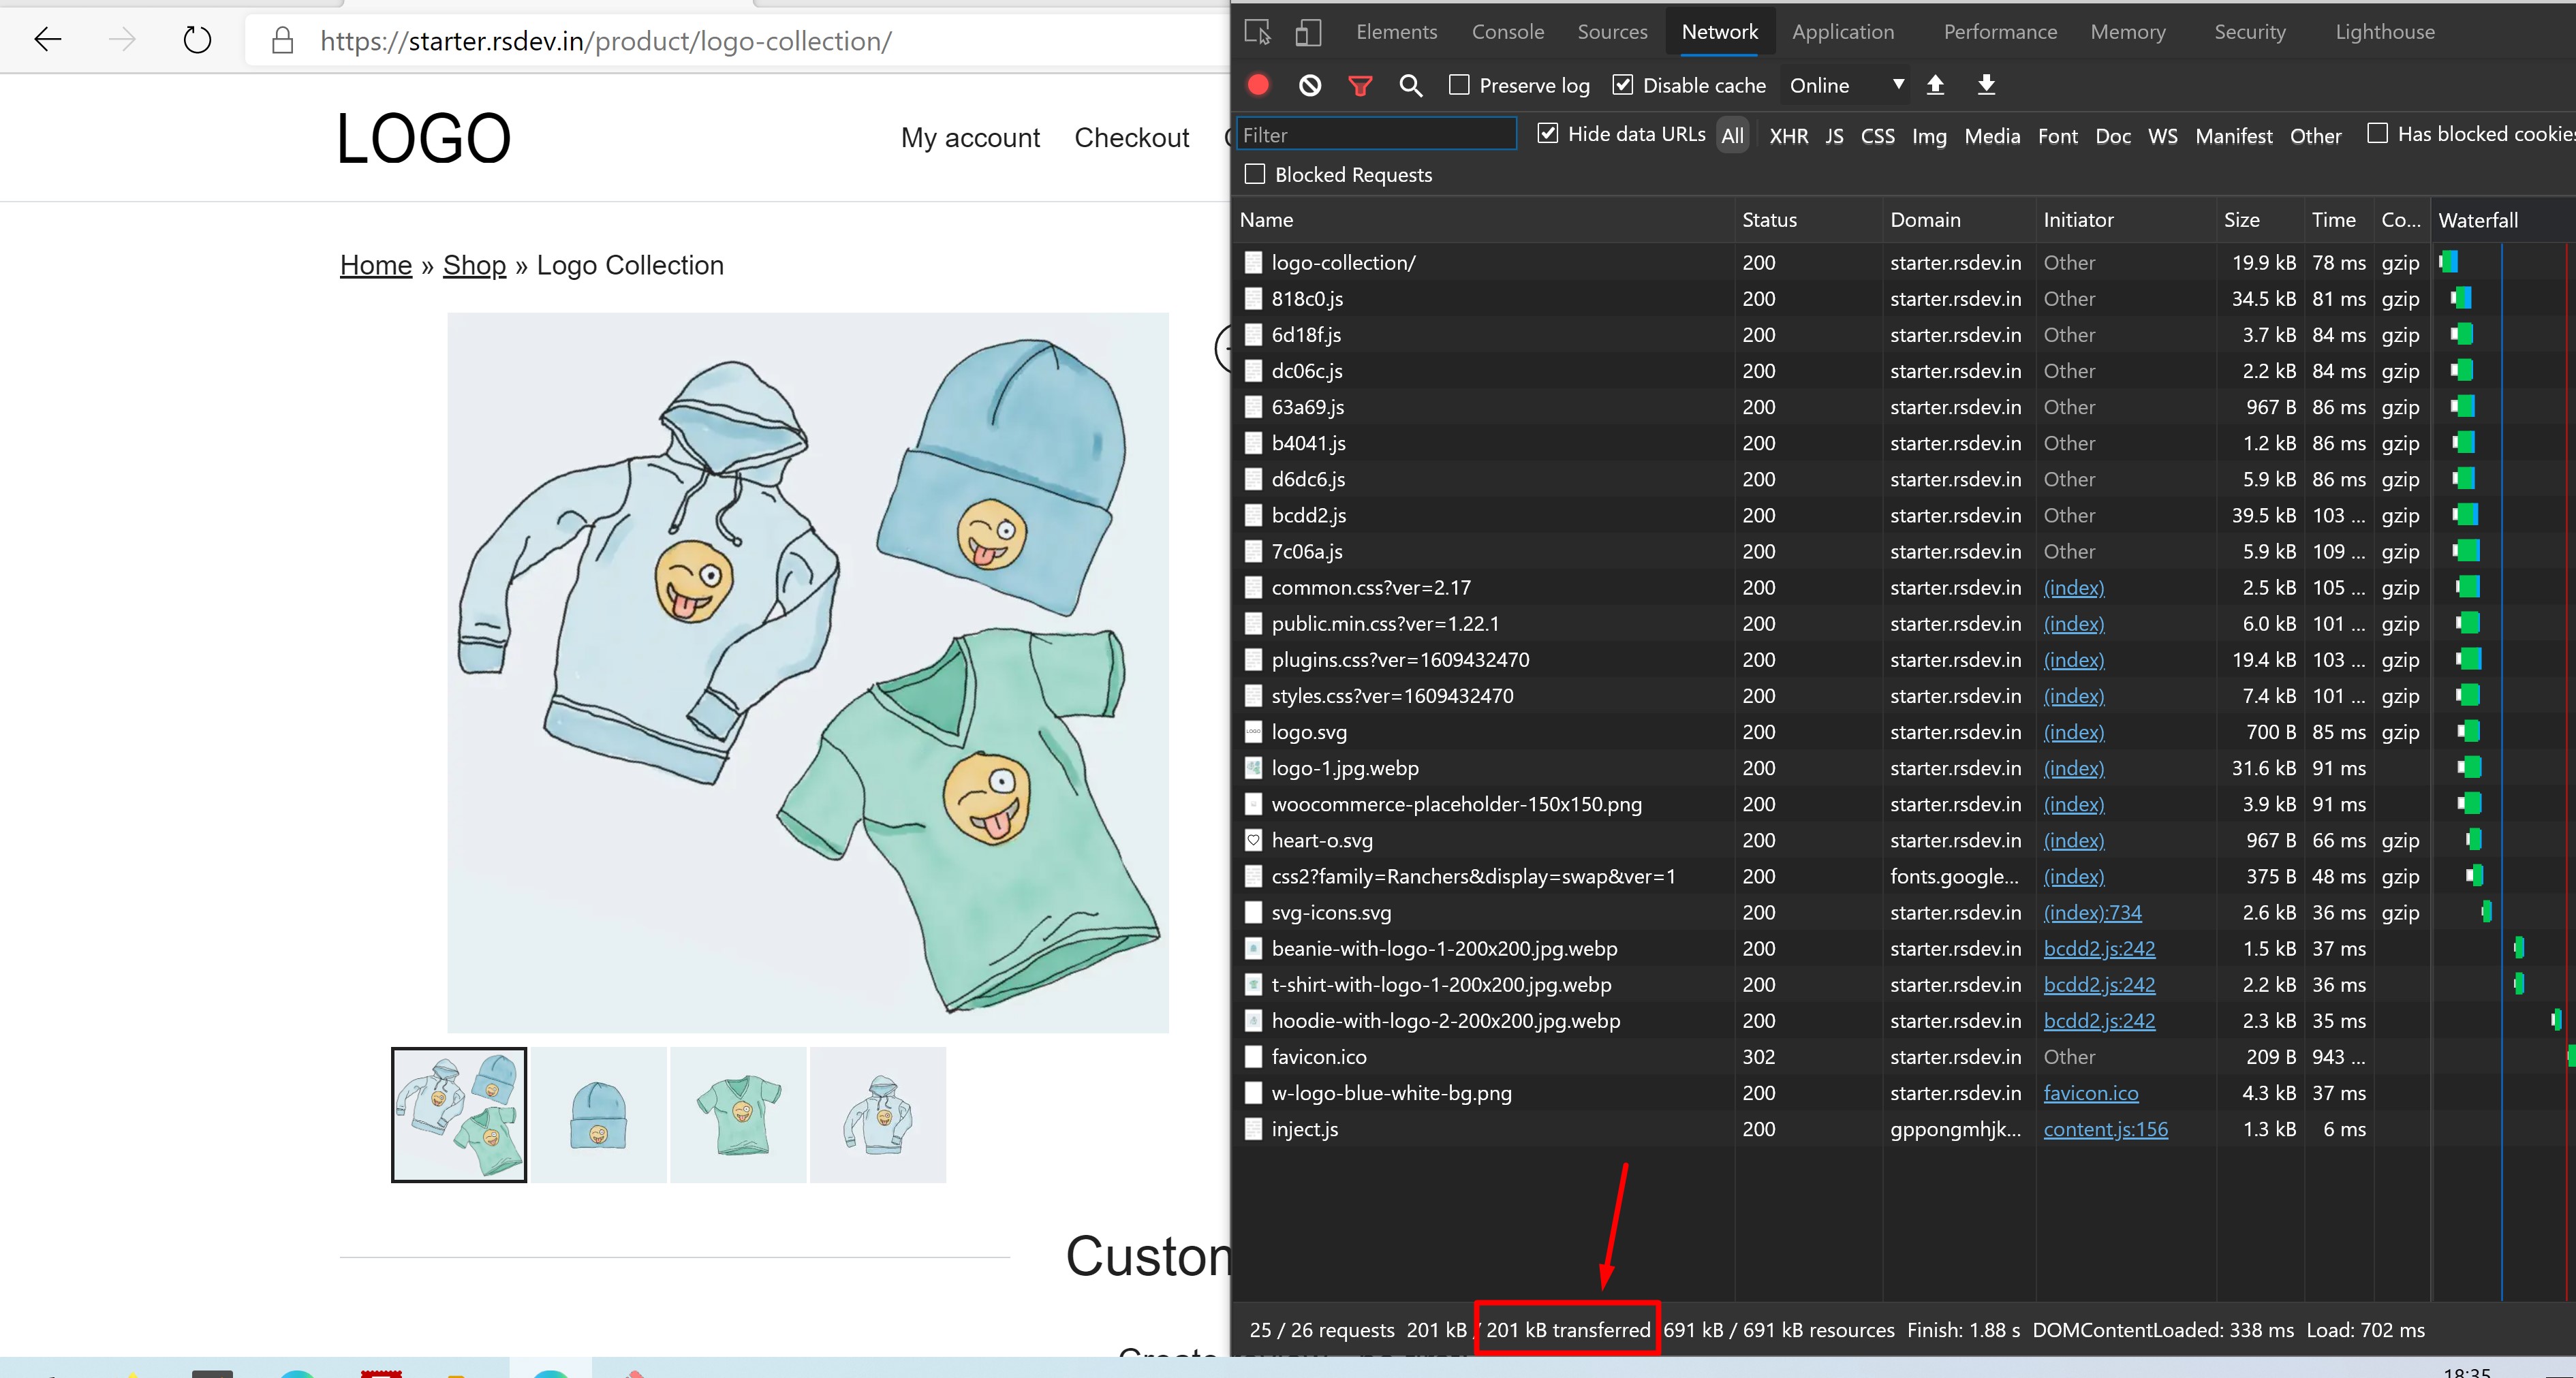 https://starter.rsdev.in/product/logo-collection/
LOGO
My account Checkout
Home » Shop » Logo Collection
Custom
Create
Elements Console Sources Network Application Performance Memory Security Lighthouse
Preserve log Disable cache Online
Filter Hide data URLs All XHR JS CSS Img Media Font Doc WS Manifest Other Has blocked cookies
Blocked Requests
Name Status Domain Initiator Size Time Co... Waterfall
logo-collection/ 200 starter.rsdev.in Other 19.9 kB 78 ms gzip
818c0.js 200 starter.rsdev.in Other 34.5 kB 81 ms gzip
6d18f.js 200 starter.rsdev.in Other 3.7 kB 84 ms gzip
dc06c.js 200 starter.rsdev.in Other 2.2 kB 84 ms gzip
63a69.js 200 starter.rsdev.in Other 967 B 86 ms gzip
b4041.js 200 starter.rsdev.in Other 1.2 kB 86 ms gzip
d6dc6.js 200 starter.rsdev.in Other 5.9 kB 86 ms gzip
bcdd2.js 200 starter.rsdev.in Other 39.5 kB 103 ... gzip
7c06a.js 200 starter.rsdev.in Other 5.9 kB 109 ... gzip
common.css?ver=2.17 200 starter.rsdev.in (index) 2.5 kB 105 ... gzip
public.min.css?ver=1.22.1 200 starter.rsdev.in (index) 6.0 kB 101 ... gzip
plugins.css?ver=1609432470 200 starter.rsdev.in (index) 19.4 kB 103 ... gzip
styles.css?ver=1609432470 200 starter.rsdev.in (index) 7.4 kB 101 ... gzip
logo.svg 200 starter.rsdev.in (index) 700 B 85 ms gzip
logo-1.jpg.webp 200 starter.rsdev.in (index) 31.6 kB 91 ms
woocommerce-placeholder-150x150.png 200 starter.rsdev.in (index) 3.9 kB 91 ms
heart-o.svg 200 starter.rsdev.in (index) 967 B 66 ms gzip
css2?family=Ranchers&display=swap&ver=1 200 fonts.google... (index) 375 B 48 ms gzip
svg-icons.svg 200 starter.rsdev.in (index):734 2.6 kB 36 ms gzip
beanie-with-logo-1-200x200.jpg.webp 200 starter.rsdev.in bcdd2.js:242 1.5 kB 37 ms
t-shirt-with-logo-1-200x200.jpg.webp 200 starter.rsdev.in bcdd2.js:242 2.2 kB 36 ms
hoodie-with-logo-2-200x200.jpg.webp 200 starter.rsdev.in bcdd2.js:242 2.3 kB 35 ms
favicon.ico 302 starter.rsdev.in Other 209 B 943 ...
w-logo-blue-white-bg.png 200 starter.rsdev.in favicon.ico 4.3 kB 37 ms
inject.js 200 gppongmhjk... content.js:156 1.3 kB 6 ms
25 / 26 requests 201 kB / 201 kB transferred 691 kB / 691 kB resources Finish: 1.88 s DOMContentLoaded: 338 ms Load: 702 ms
18:35